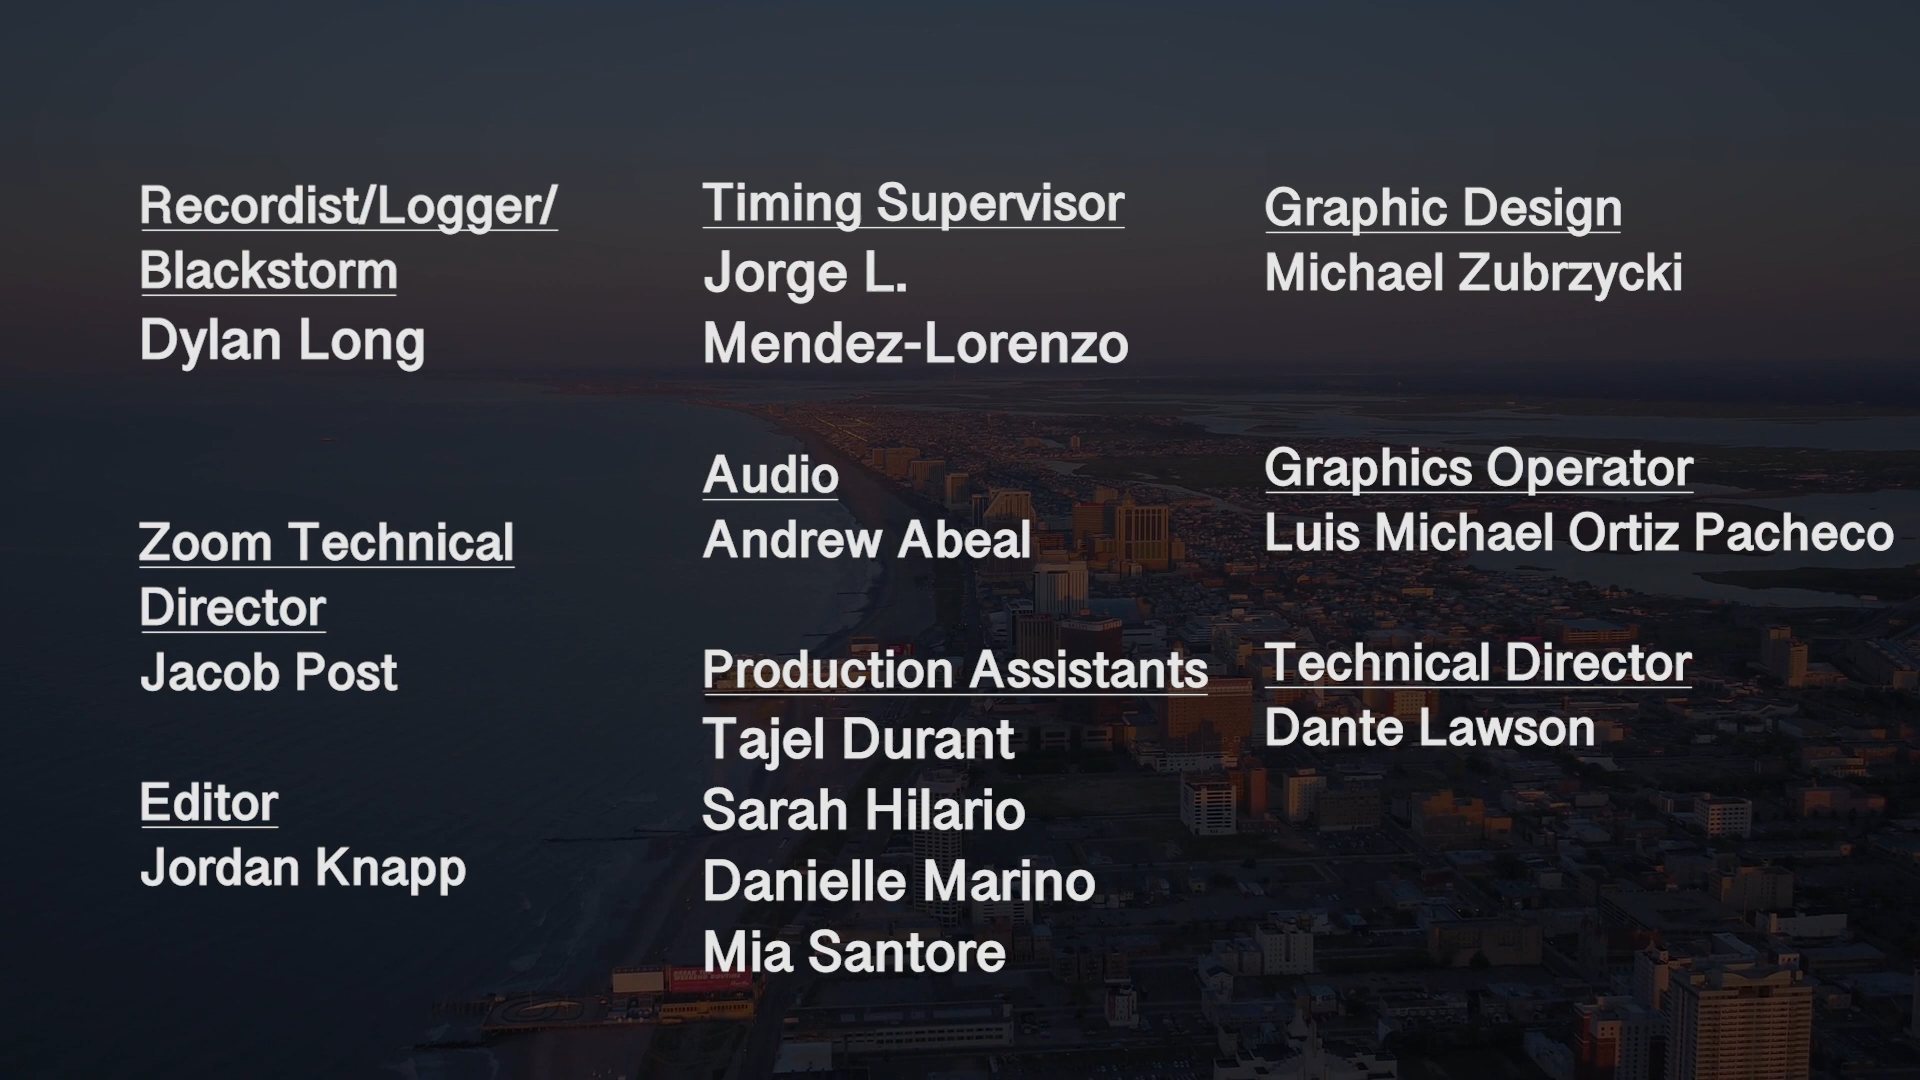 Recordist/Logger/
Blackstorm
Dylan Long
Zoom Technical
Director
Jacob Post
Editor
Jordan Knapp
Timing Supervisor
Jorge L.
Mendez-Lorenzo
Audio
Andrew Abeal
Production Assistants
Tajel Durant
Sarah Hilario
Danielle Marino
Mia Santore
Graphic Design
Michael Zubrzycki
Graphics Operator
Luis Michael Ortiz Pacheco
Technical Director
Dante Lawson